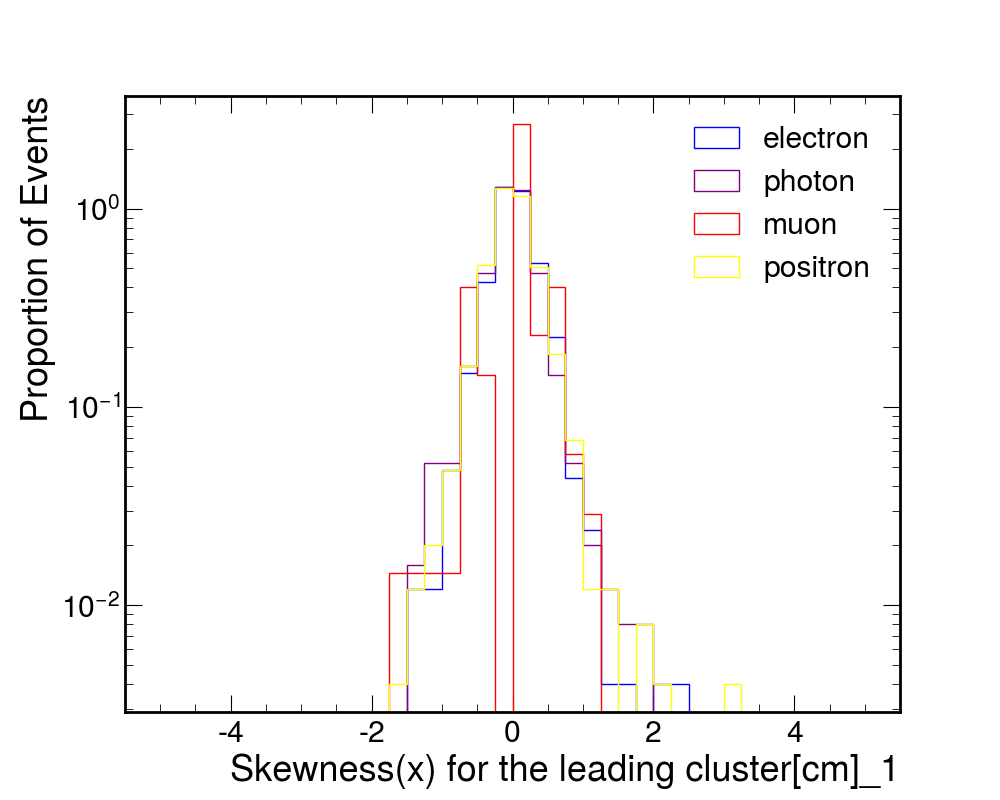 Proportion of Events
10⁰
10⁻¹
10⁻²
electron
photon
muon
positron
-4 -2 0 2 4
Skewness(x) for the leading cluster[cm]_1